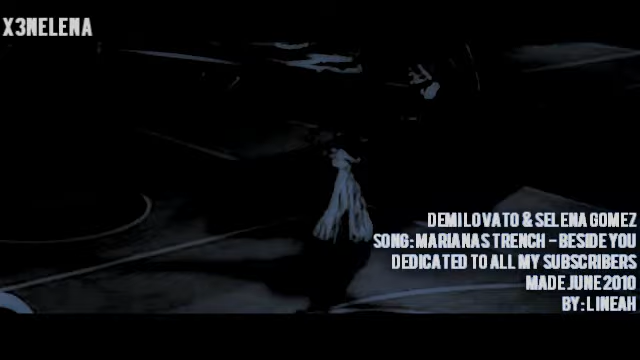 X3NELENA
DEMI LOVATO & SELENA GOMEZ
SONG: MARIANAS TRENCH - BESIDE YOU
DEDICATED TO ALL MY SUBSCRIBERS
MADE JUNE 2010
BY: LINEAH